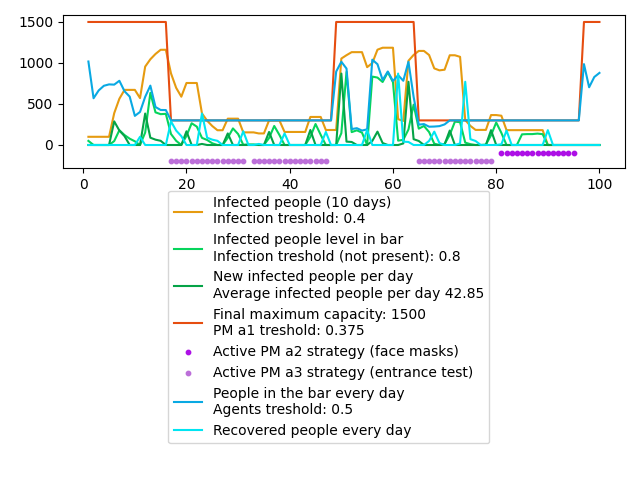 1500
1000
500
0
0
20
40
60
80
100
Infected people (10 days)
Infection treshold: 0.4
Infected people level in bar
Infection treshold (not present): 0.8
New infected people per day
Average infected people per day 42.85
Final maximum capacity: 1500
PM a1 treshold: 0.375
Active PM a2 strategy (face masks)
Active PM a3 strategy (entrance test)
People in the bar every day
Agents treshold: 0.5
Recovered people every day